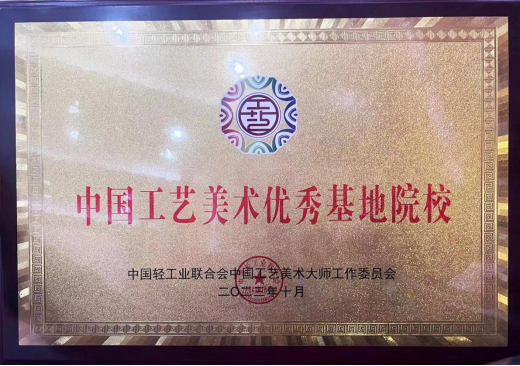 中国工艺美术优秀基地院校
中国轻工业联合会中国工艺美术大师工作委员会
二〇二三年十月